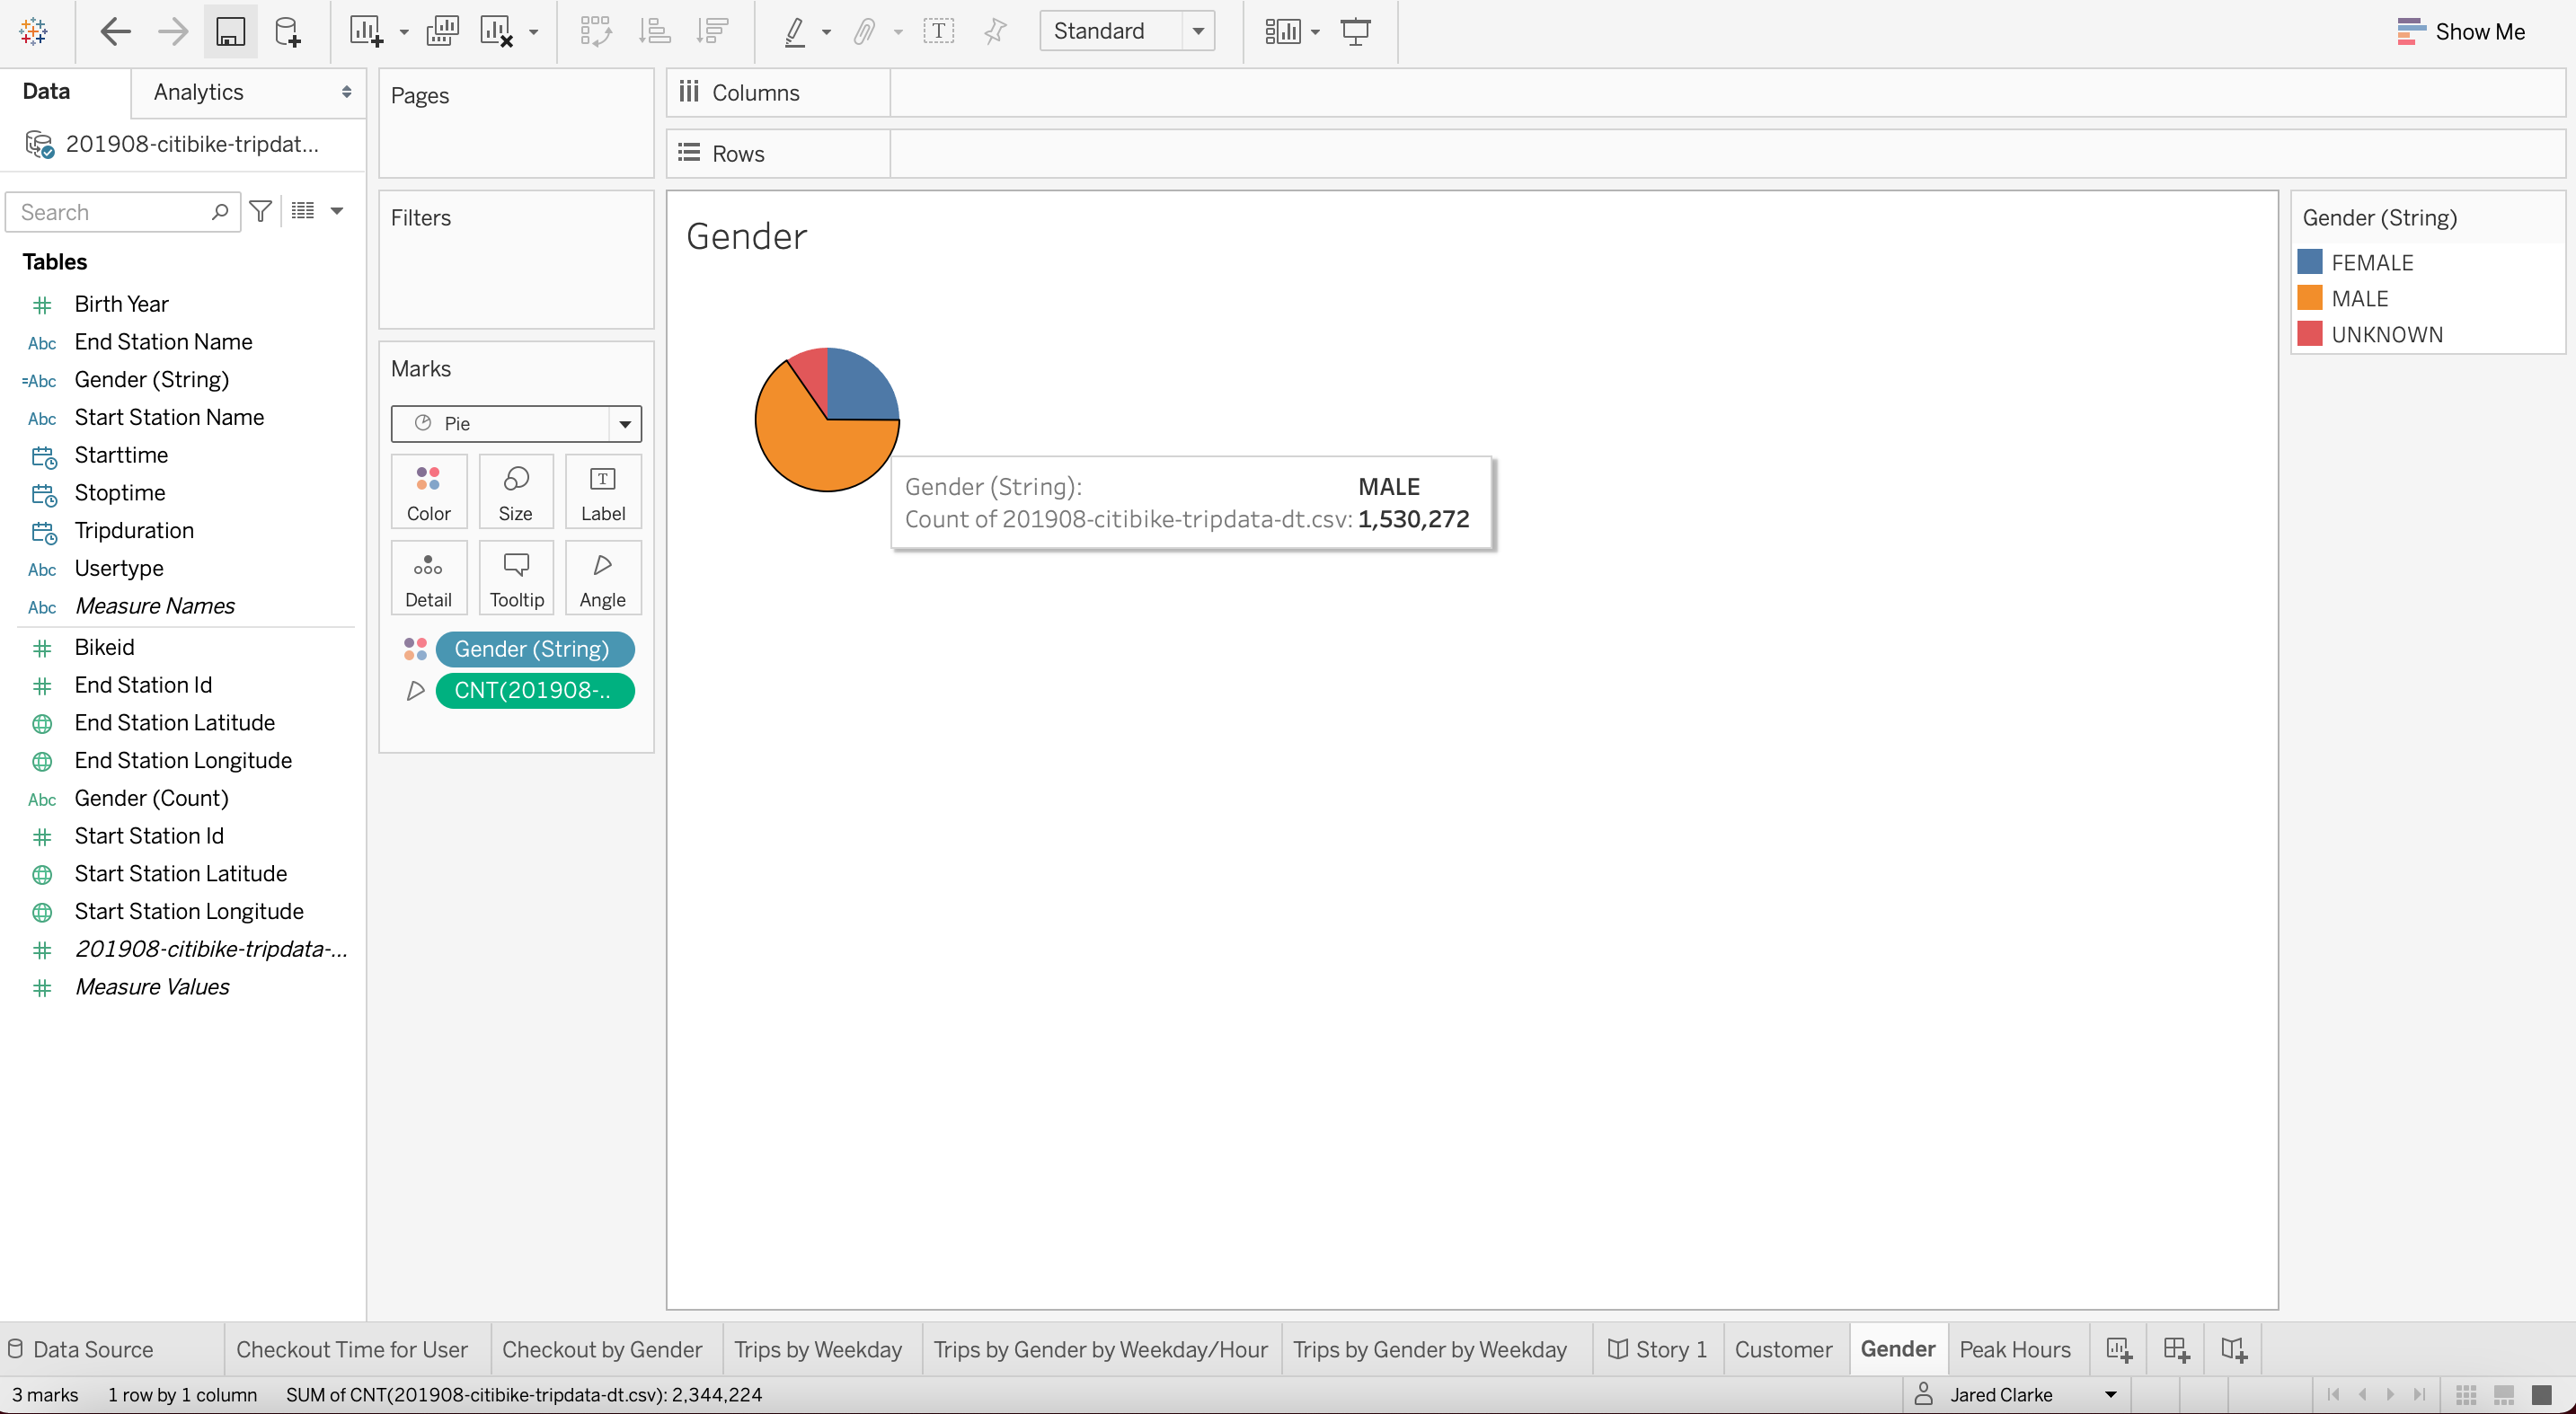 Standard
Show Me
Data
Analytics
201908-citibike-tripdat...
Search
Tables
Birth Year
Abc End Station Name
=Abc Gender (String)
Abc Start Station Name
Starttime
Stoptime
Tripduration
Abc Usertype
Abc Measure Names
Bikeid
End Station Id
End Station Latitude
End Station Longitude
Abc Gender (Count)
Start Station Id
Start Station Latitude
Start Station Longitude
201908-citibike-tripdata-...
Measure Values
Pages
Filters
Marks
Pie
Color Size Label
Detail Tooltip Angle
Gender (String)
CNT(201908-..
Columns
Rows
Gender
Gender (String): MALE
Count of 201908-citibike-tripdata-dt.csv: 1,530,272
Gender (String)
FEMALE
MALE
UNKNOWN
Data Source Checkout Time for User Checkout by Gender Trips by Weekday Trips by Gender by Weekday/Hour Trips by Gender by Weekday Story 1 Customer Gender Peak Hours
3 marks 1 row by 1 column SUM of CNT(201908-citibike-tripdata-dt.csv): 2,344,224 Jared Clarke